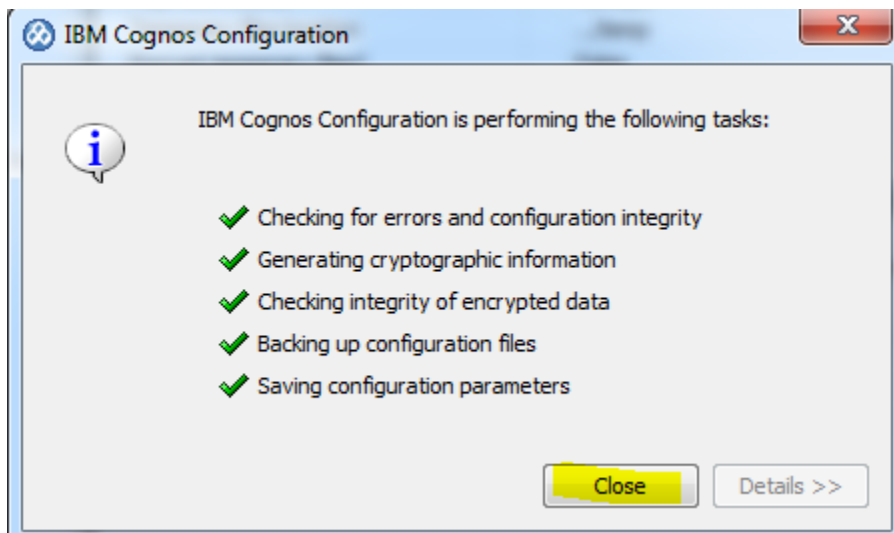 IBM Cognos Configuration
IBM Cognos Configuration is performing the following tasks:
Checking for errors and configuration integrity
Generating cryptographic information
Checking integrity of encrypted data
Backing up configuration files
Saving configuration parameters
Close
Details >>